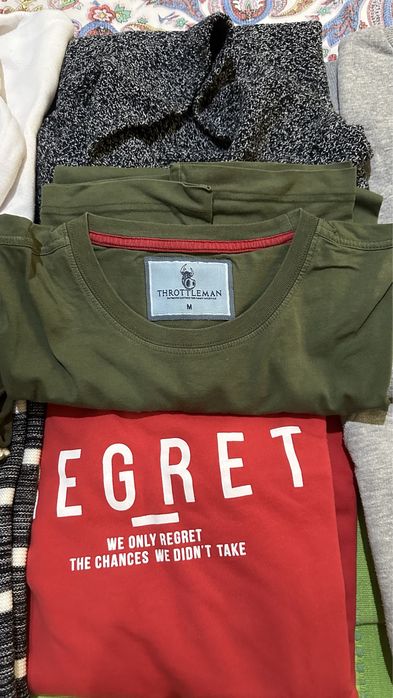 THROTTLEMAN
M
EGRET
WE ONLY REGRET
THE CHANCES WE DIDN'T TAKE